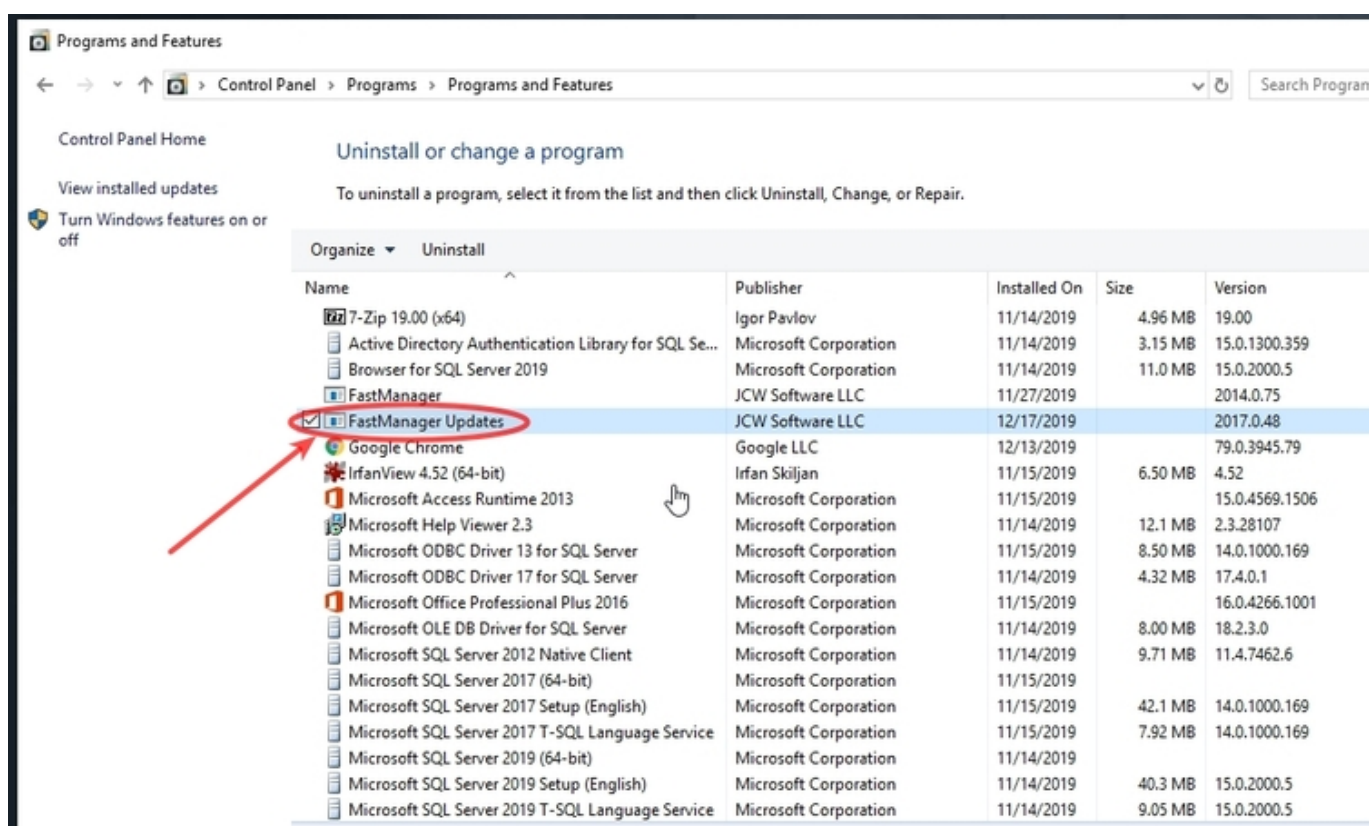 Programs and Features
Control Panel > Programs > Programs and Features
Search Program
Control Panel Home
Uninstall or change a program
View installed updates
To uninstall a program, select it from the list and then click Uninstall, Change, or Repair.
Turn Windows features on or
off
Organize Uninstall
Name Publisher Installed On Size Version
7-Zip 19.00 (x64) Igor Pavlov 11/14/2019 4.96 MB 19.00
Active Directory Authentication Library for SQL Se... Microsoft Corporation 11/14/2019 3.15 MB 15.0.1300.359
Browser for SQL Server 2019 Microsoft Corporation 11/14/2019 11.0 MB 15.0.2000.5
FastManager JCW Software LLC 11/27/2019 2014.0.75
FastManager Updates JCW Software LLC 12/17/2019 2017.0.48
Google Chrome Google LLC 12/13/2019 79.0.3945.79
IrfanView 4.52 (64-bit) Irfan Skiljan 11/15/2019 6.50 MB 4.52
Microsoft Access Runtime 2013 Microsoft Corporation 11/15/2019 15.0.4569.1506
Microsoft Help Viewer 2.3 Microsoft Corporation 11/14/2019 12.1 MB 2.3.28107
Microsoft ODBC Driver 13 for SQL Server Microsoft Corporation 11/15/2019 8.50 MB 14.0.1000.169
Microsoft ODBC Driver 17 for SQL Server Microsoft Corporation 11/14/2019 4.32 MB 17.4.0.1
Microsoft Office Professional Plus 2016 Microsoft Corporation 11/15/2019 16.0.4266.1001
Microsoft OLE DB Driver for SQL Server Microsoft Corporation 11/14/2019 8.00 MB 18.2.3.0
Microsoft SQL Server 2012 Native Client Microsoft Corporation 11/14/2019 9.71 MB 11.4.7462.6
Microsoft SQL Server 2017 (64-bit) Microsoft Corporation 11/15/2019
Microsoft SQL Server 2017 Setup (English) Microsoft Corporation 11/15/2019 42.1 MB 14.0.1000.169
Microsoft SQL Server 2017 T-SQL Language Service Microsoft Corporation 11/15/2019 7.92 MB 14.0.1000.169
Microsoft SQL Server 2019 (64-bit) Microsoft Corporation 11/14/2019
Microsoft SQL Server 2019 Setup (English) Microsoft Corporation 11/14/2019 40.3 MB 15.0.2000.5
Microsoft SQL Server 2019 T-SQL Language Service Microsoft Corporation 11/14/2019 9.05 MB 15.0.2000.5